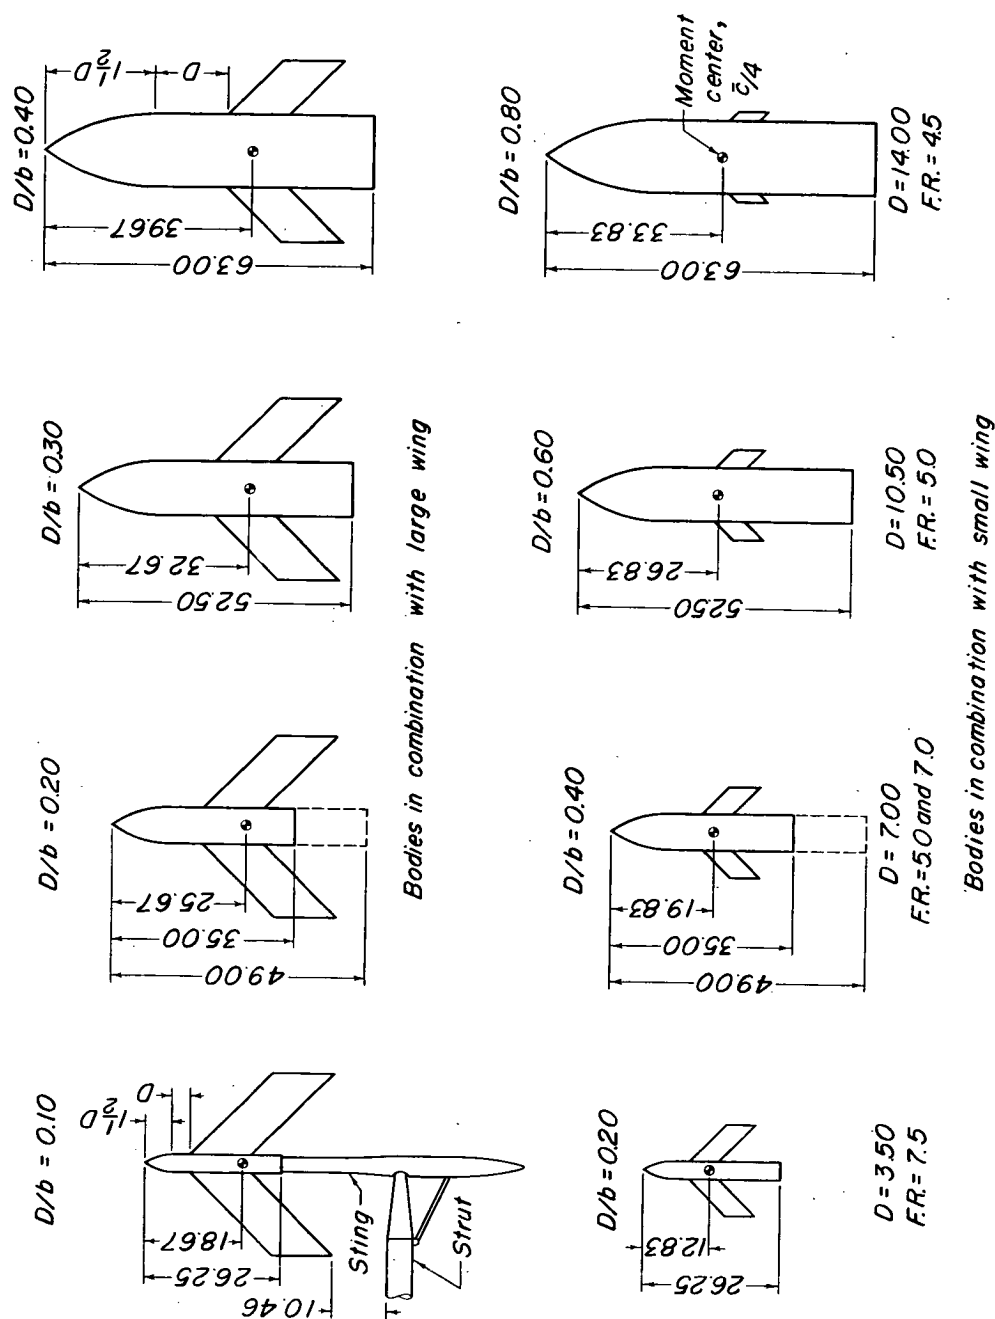 D/b = 0.10
1 1/2 D
D
18.67
26.25
10.46
Sting
Strut
D/b = 0.20
25.67
35.00
49.00
D/b = 0.30
32.67
52.50
D/b = 0.40
1 1/2 D
D
39.67
63.00
Bodies in combination with large wing
D/b = 0.20
12.83
26.25
D = 3.50
F.R. = 7.5
D/b = 0.40
19.83
35.00
49.00
D = 7.00
F.R. = 5.0 and 7.0
D/b = 0.60
26.83
52.50
D = 10.50
F.R. = 5.0
D/b = 0.80
Moment
center,
c̄/4
33.83
63.00
D = 14.00
F.R. = 4.5
Bodies in combination with small wing